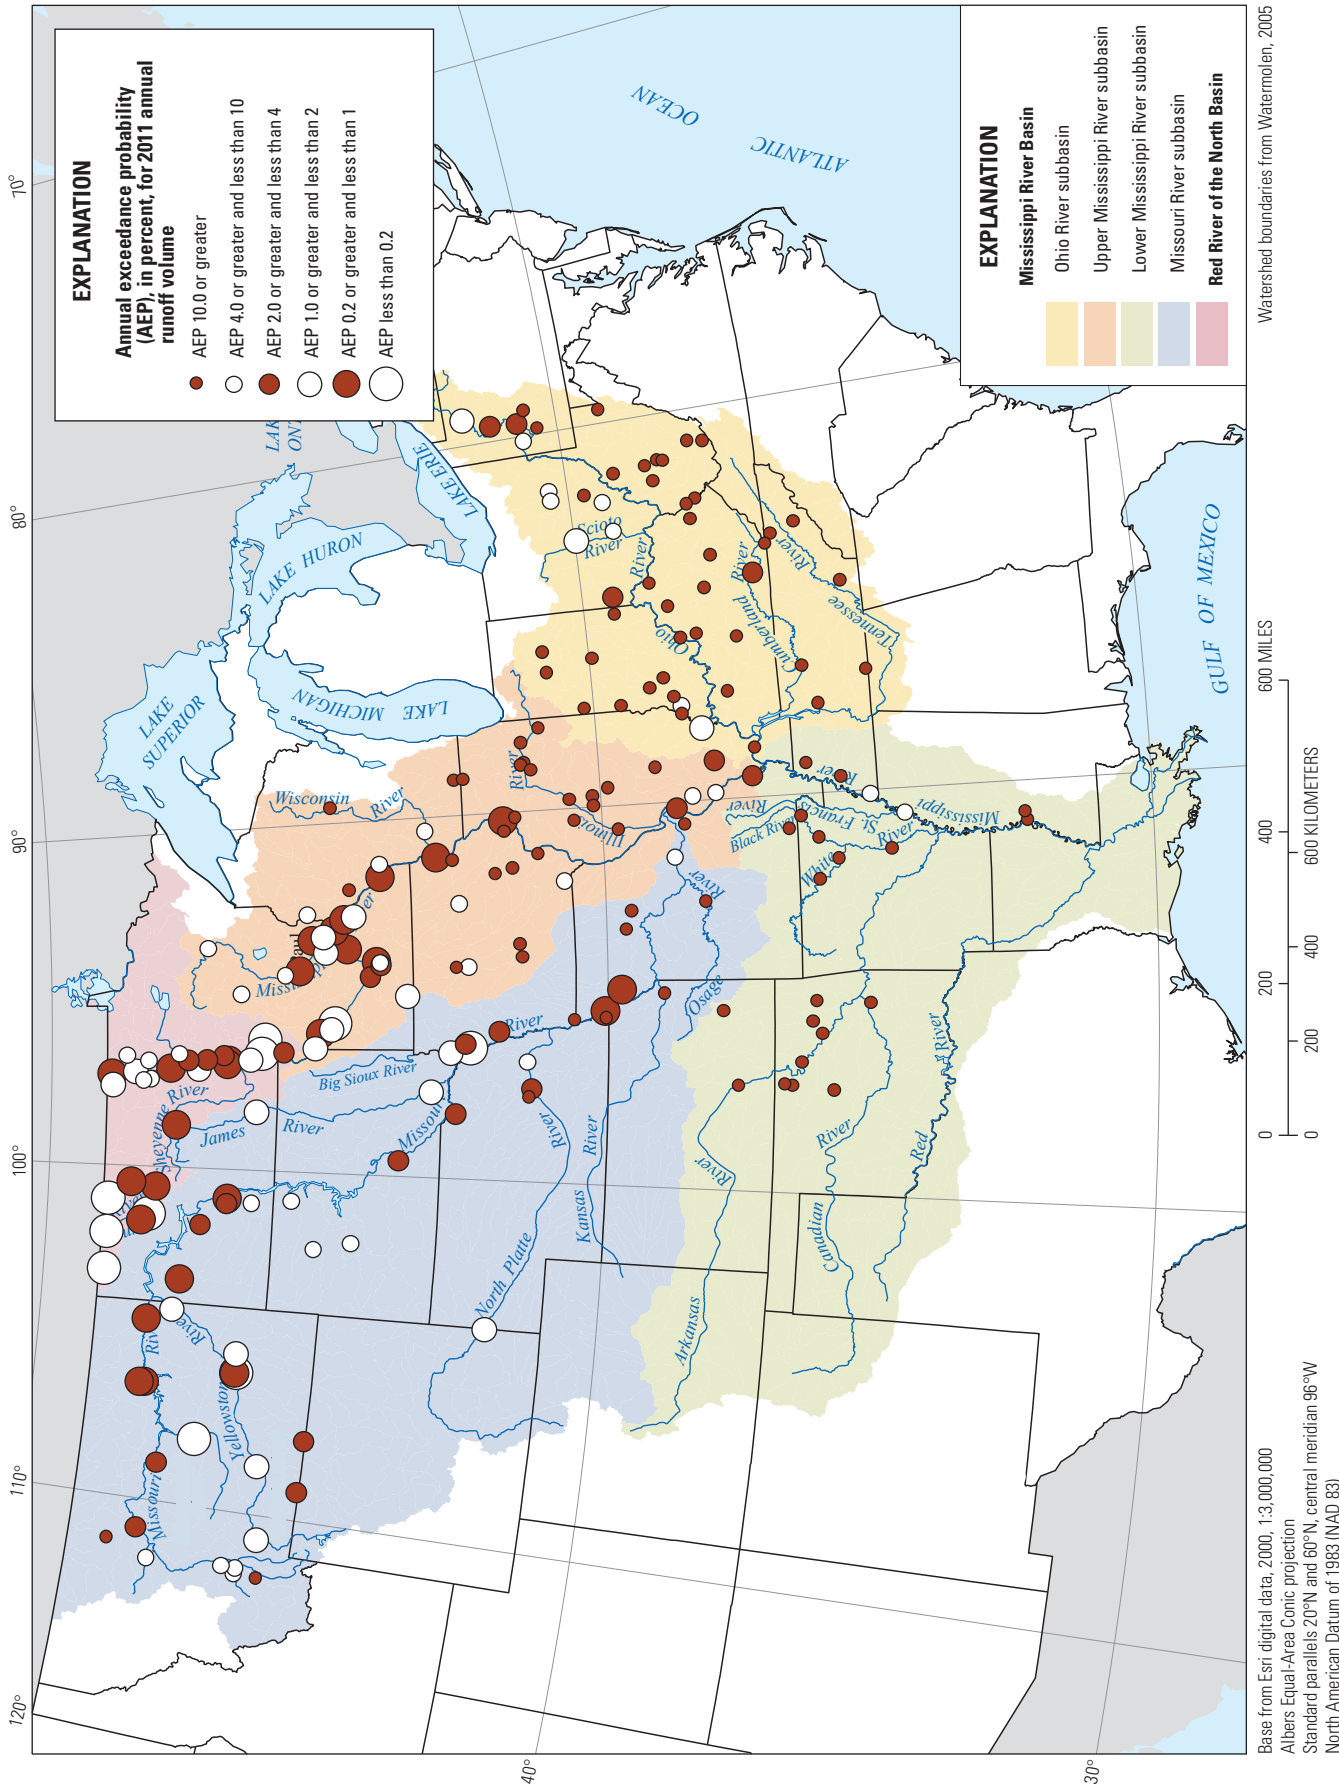 120°
110°
100°
90°
80°
70°
40°
30°
EXPLANATION
Annual exceedance probability
(AEP), in percent, for 2011 annual
runoff volume
AEP 10.0 or greater
AEP 4.0 or greater and less than 10
AEP 2.0 or greater and less than 4
AEP 1.0 or greater and less than 2
AEP 0.2 or greater and less than 1
AEP less than 0.2
LAKE
SUPERIOR
LAKE HURON
LAKE MICHIGAN
LAKE ERIE
ATLANTIC
OCEAN
GULF OF MEXICO
Missouri
Yellowstone
River
Sheyenne River
James
River
Big Sioux River
Missouri
River
Wisconsin
River
River
Illinois
North Platte
River
Kansas
River
Osage
River
Scioto
River
Ohio
River
Cumberland
River
Tennessee
River
Black River
River
St. Francis
White
River
Mississippi
River
Arkansas
River
Canadian
River
Red
River
EXPLANATION
Mississippi River Basin
Ohio River subbasin
Upper Mississippi River subbasin
Lower Mississippi River subbasin
Missouri River subbasin
Red River of the North Basin
Base from Esri digital data, 2000, 1:3,000,000
Albers Equal-Area Conic projection
Standard parallels 20°N and 60°N, central meridian 96°W
North American Datum of 1983 (NAD 83)
0 200 400 600 MILES
0 200 400 600 KILOMETERS
Watershed boundaries from Watermolen, 2005